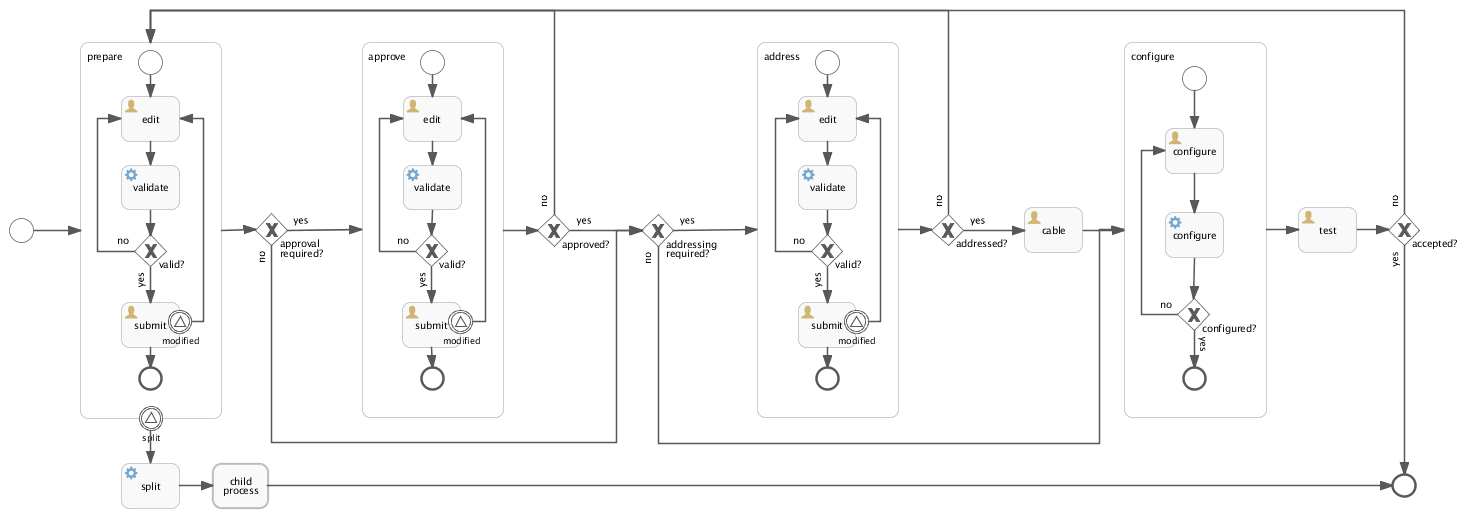 prepare
edit
validate
no
valid?
yes
submit
modified
split
split
child
process
yes
approval
required?
no
approve
edit
validate
no
valid?
yes
submit
modified
no
yes
approved?
yes
addressing
required?
no
address
edit
validate
no
valid?
yes
submit
modified
no
yes
addressed?
cable
configure
configure
configure
no
configured?
yes
test
no
accepted?
yes